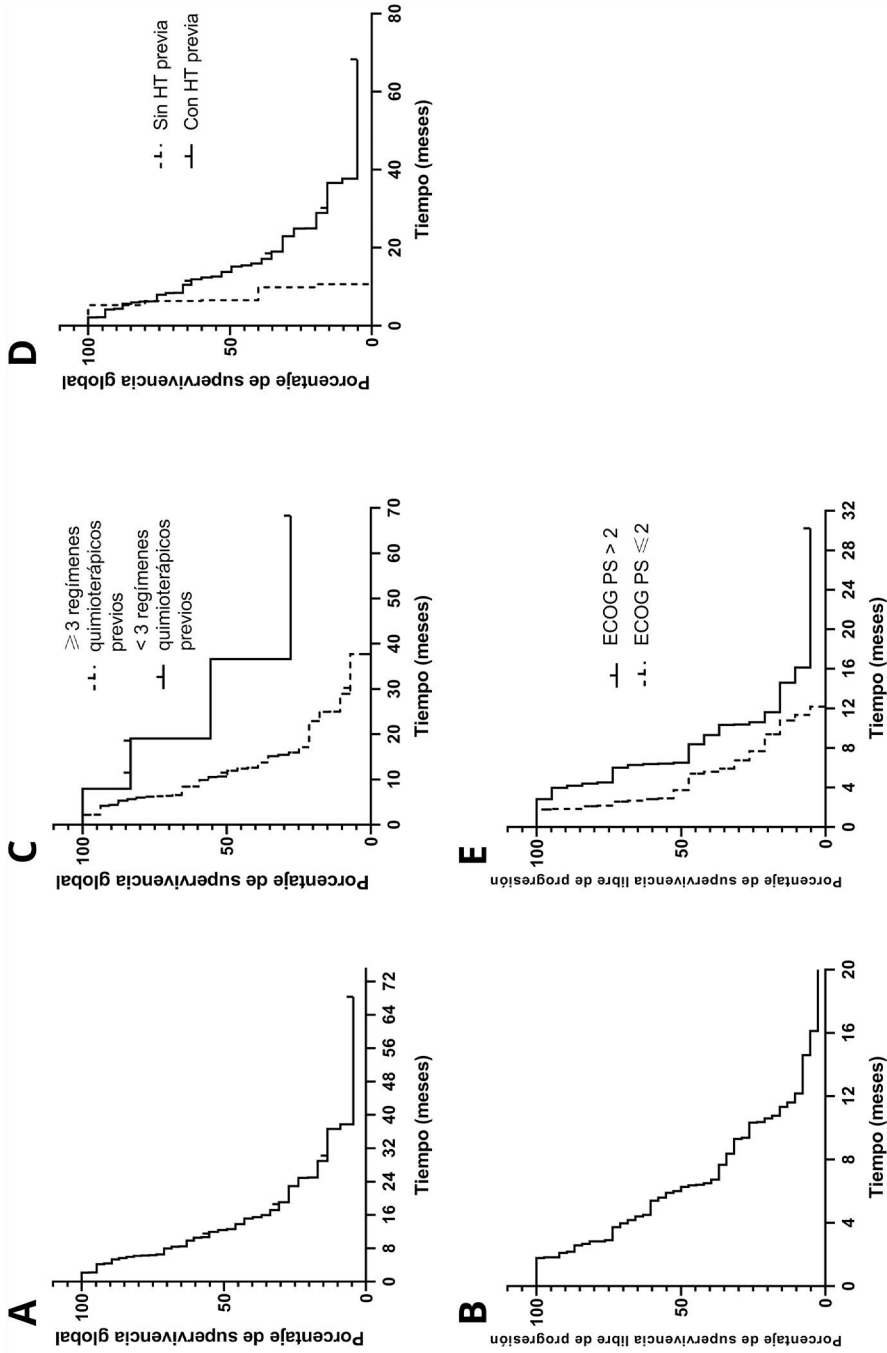 A
Porcentaje de supervivencia global
100
50
0
0 8 16 24 32 40 48 56 64 72
Tiempo (meses)
C
Porcentaje de supervivencia global
100
50
0
≥ 3 regímenes
quimioterápicos
previos
< 3 regímenes
quimioterápicos
previos
0 10 20 30 40 50 60 70
Tiempo (meses)
D
Porcentaje de supervivencia global
100
50
0
Sin HT previa
Con HT previa
0 20 40 60 80
Tiempo (meses)
B
Porcentaje de supervivencia libre de progresión
100
50
0
0 4 8 12 16 20
Tiempo (meses)
E
Porcentaje de supervivencia libre de progresión
100
50
0
ECOG PS > 2
ECOG PS ≤ 2
0 4 8 12 16 20 24 28 32
Tiempo (meses)